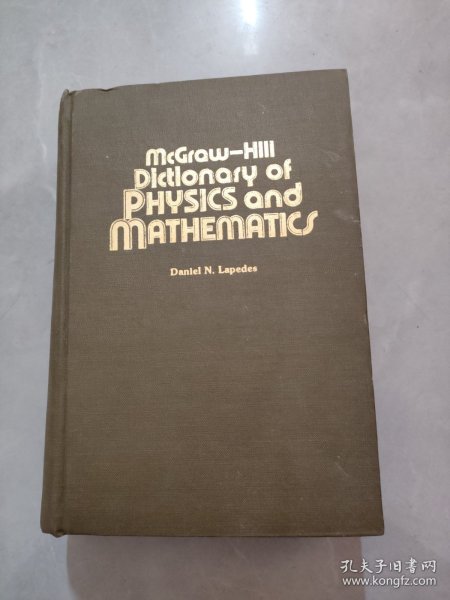 McGraw-Hill
Dictionary of
PHYSICS and
MATHEMATICS
Daniel N. Lapedes
孔夫子旧书网
www.kongfz.com